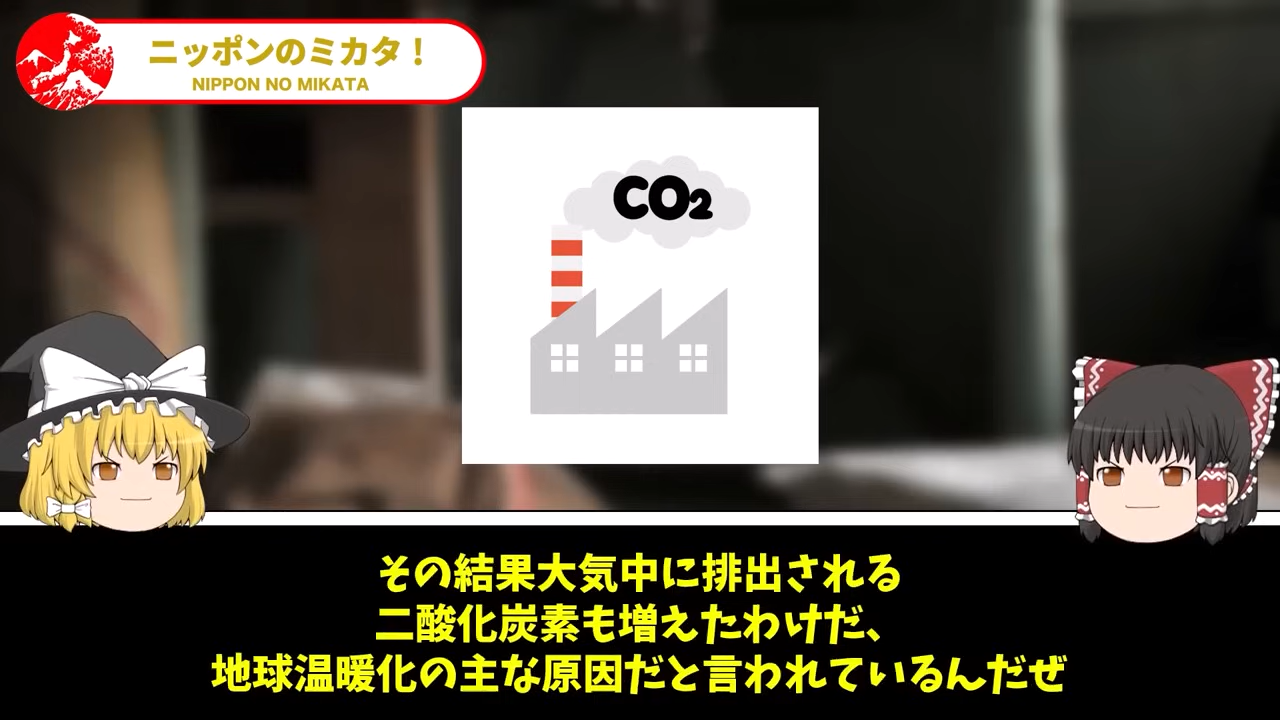 ニッポンのミカタ！
NIPPON NO MIKATA
CO2
その結果大気中に排出される
二酸化炭素も増えたわけだ、
地球温暖化の主な原因だと言われているんだぜ